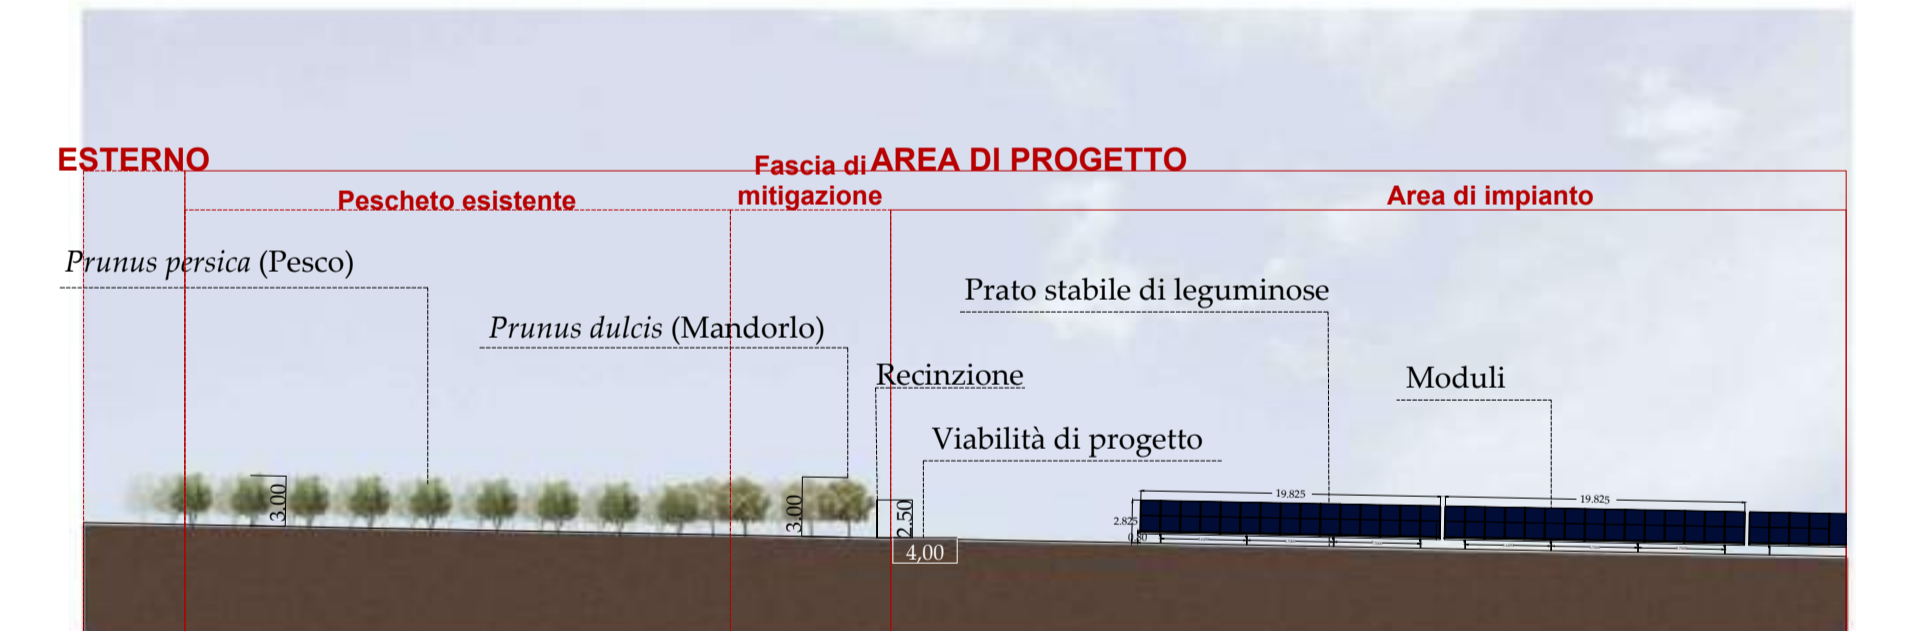 ESTERNO
AREA DI PROGETTO
Pescheto esistente
Fascia di
mitigazione
Area di impianto
Prunus persica (Pesco)
Prunus dulcis (Mandorlo)
Recinzione
Viabilità di progetto
Prato stabile di leguminose
Moduli
3.00
3.00
2.50
4,00
2.825
19.825
19.825